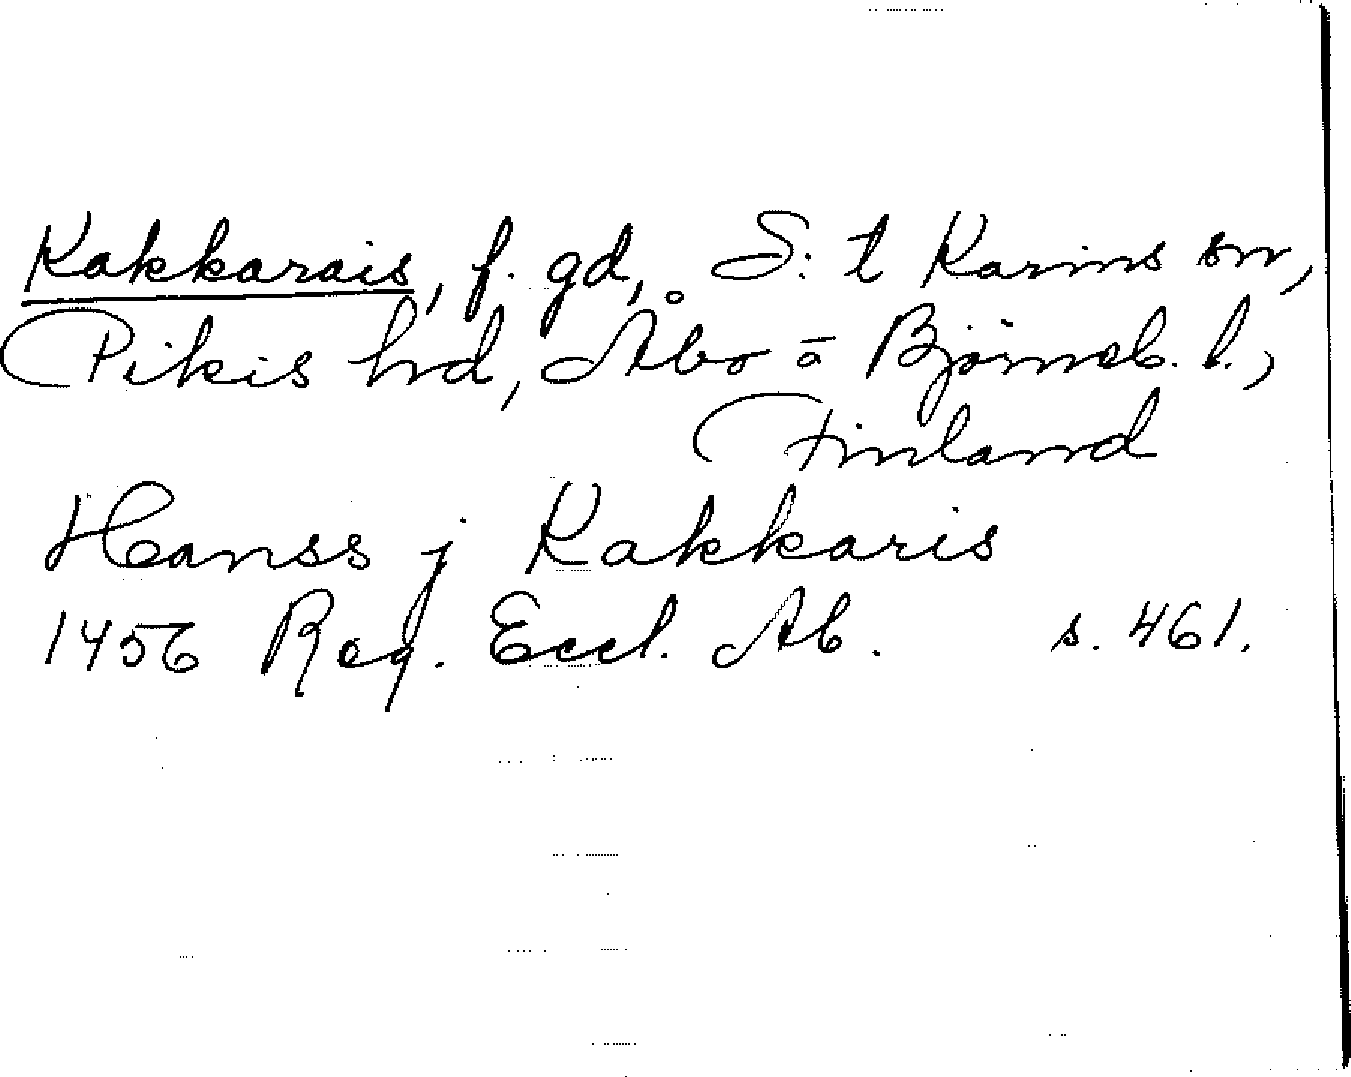 Kakkarais, f. gd, S:t Karins sn,
Pikis hd, Åbo o Björneb. l.,
Finland
Hanss j Kakkaris
1456 Reg. Eccl. Ab. s. 461.